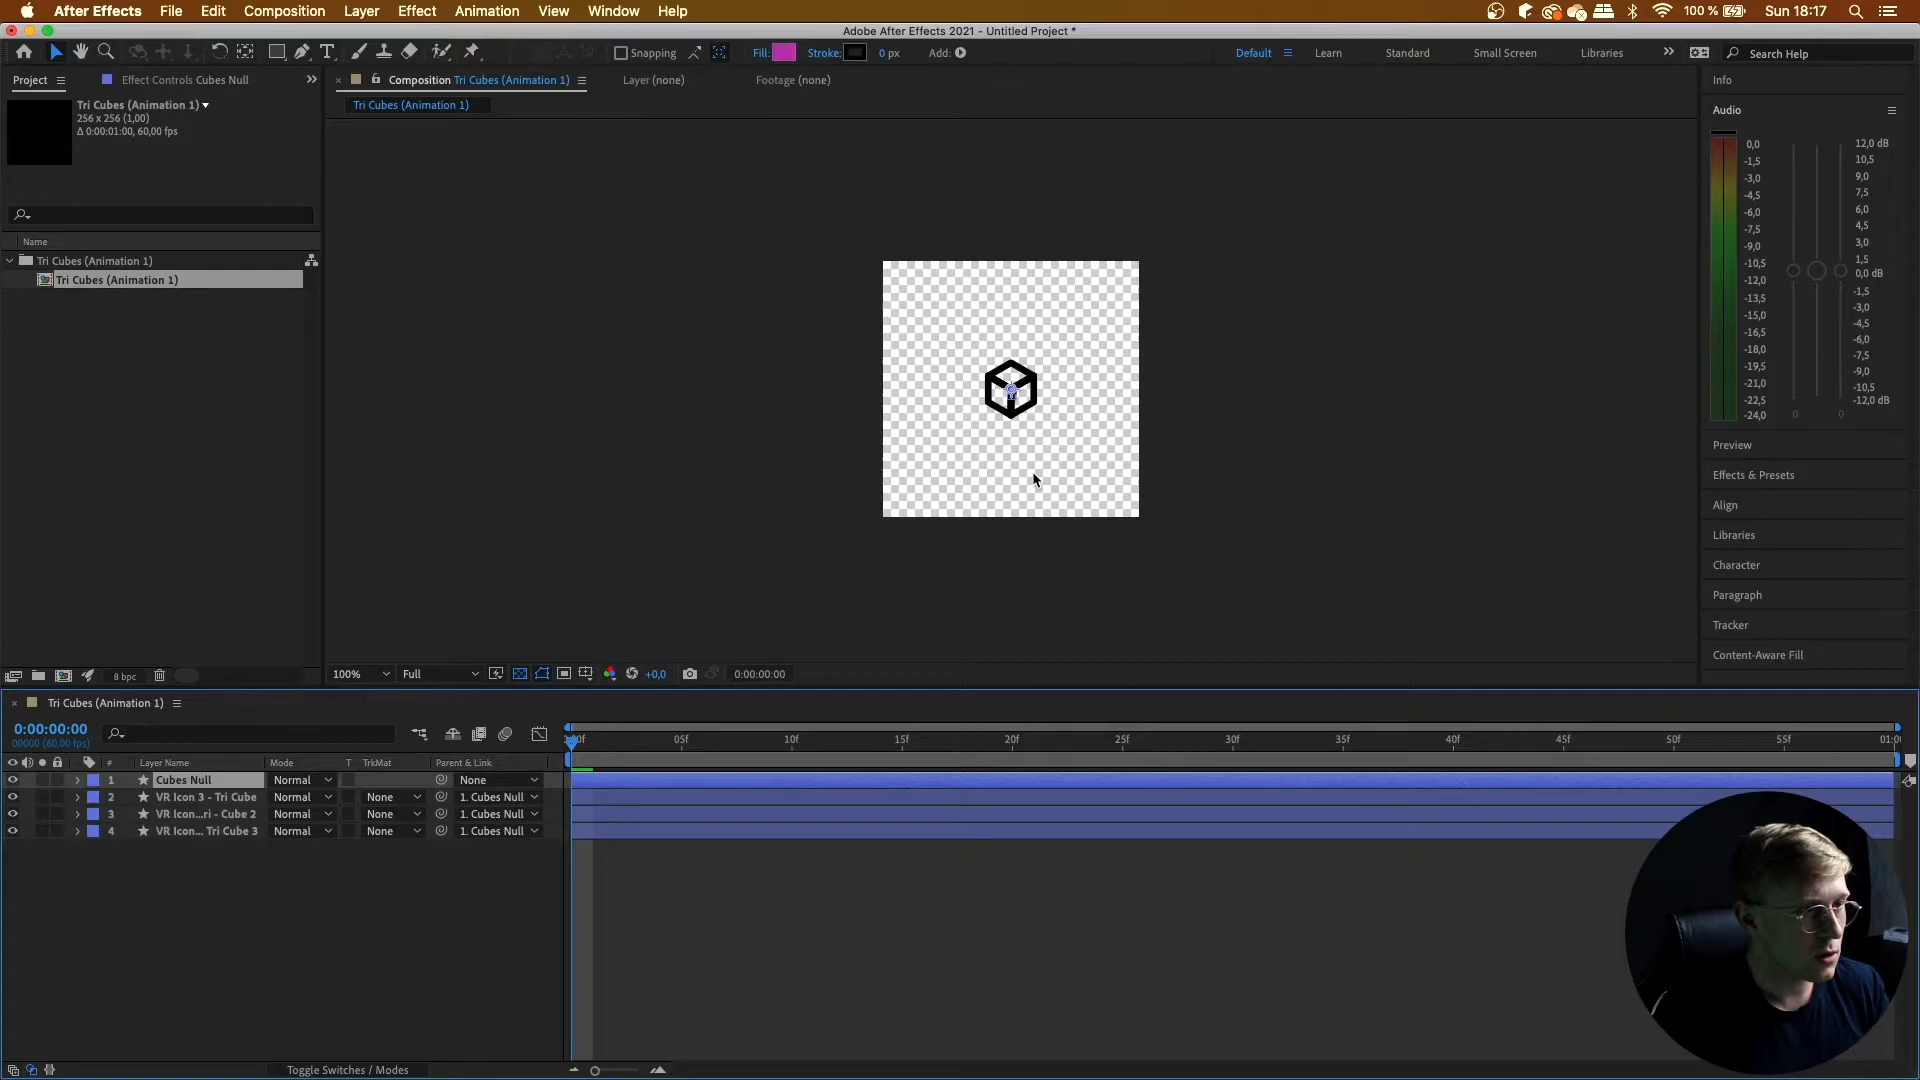 After Effects File Edit Composition Layer Effect Animation View Window Help 100 % Sun 18:17
Adobe After Effects 2021 - Untitled Project *
Snapping Fill: Stroke: 0 px Add: Default Learn Standard Small Screen Libraries Search Help
Project Effect Controls Cubes Null Composition Tri Cubes (Animation 1) Layer (none) Footage (none) Info
Tri Cubes (Animation 1)
256 x 256 (1,00)
Δ 0:00:01:00, 60,00 fps
Tri Cubes (Animation 1)
Audio
0,0
-1,5
-3,0
-4,5
-6,0
-7,5
-9,0
-10,5
-12,0
-13,5
-15,0
-16,5
-18,0
-19,5
-21,0
-22,5
-24,0
0 0
12,0 dB
10,5
9,0
7,5
6,0
4,5
3,0
1,5
0,0 dB
-1,5
-3,0
-4,5
-6,0
-7,5
-9,0
-10,5
-12,0 dB
Name
Tri Cubes (Animation 1)
Tri Cubes (Animation 1)
Preview
Effects & Presets
Align
Libraries
Character
Paragraph
Tracker
Content-Aware Fill
8 bpc
100% Full +0,0 0:00:00:00
Tri Cubes (Animation 1)
0:00:00:00
00000 (60.00 fps)
05f 10f 15f 20f 25f 30f 35f 40f 45f 50f 55f
# Layer Name Mode T TrkMat Parent & Link
1 Cubes Null Normal None
2 VR Icon 3 - Tri Cube Normal None 1. Cubes Null
3 VR Icon...ri - Cube 2 Normal None 1. Cubes Null
4 VR Icon... Tri Cube 3 Normal None 1. Cubes Null
Toggle Switches / Modes